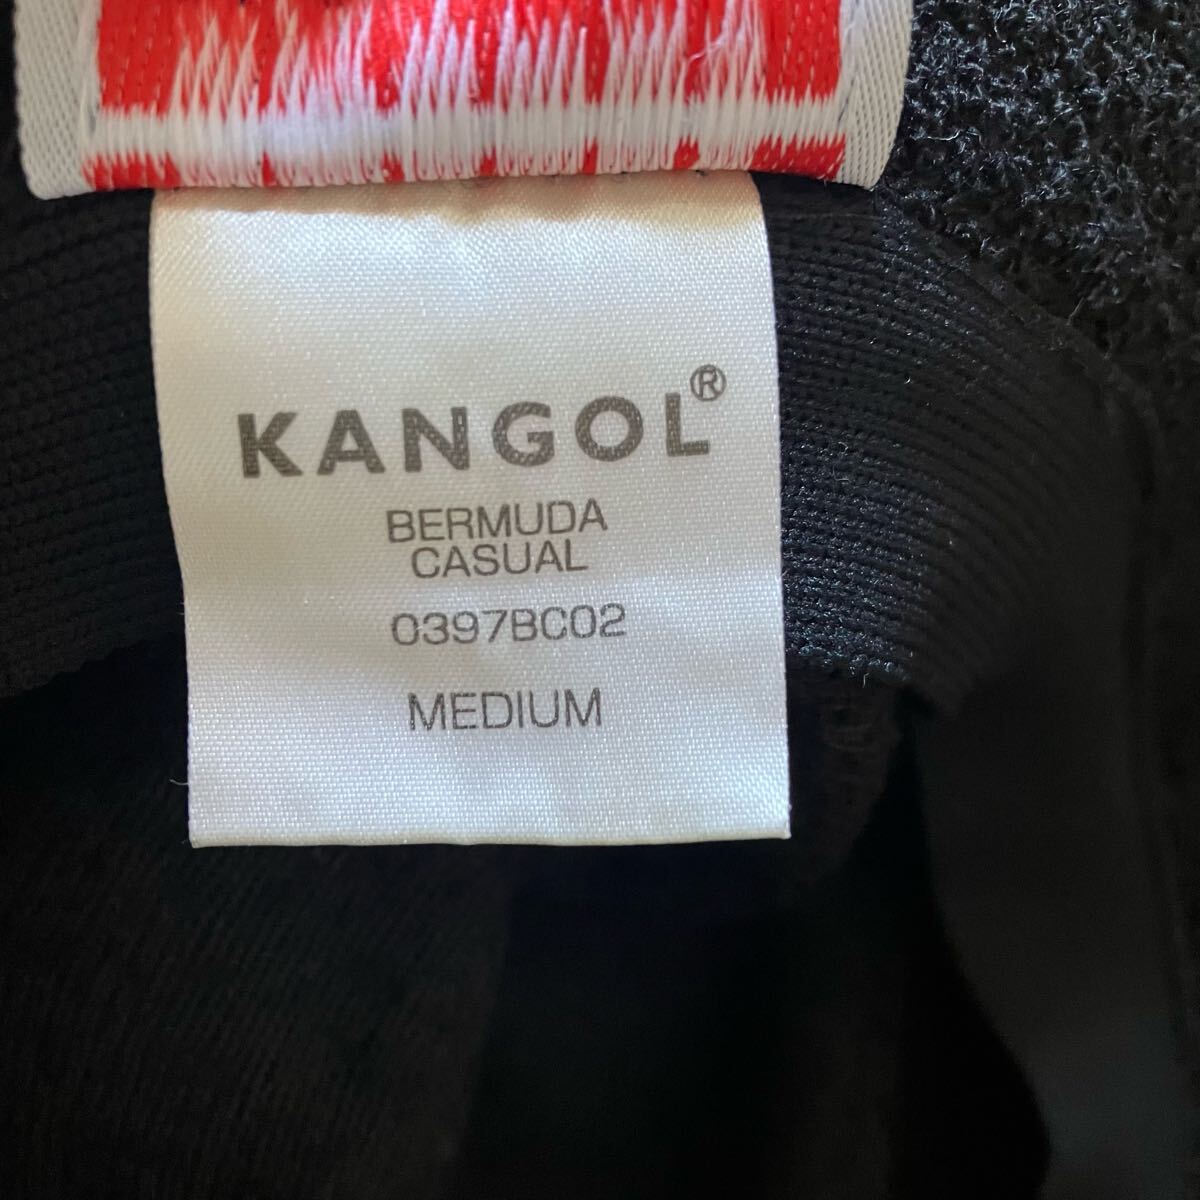 KANGOL®
BERMUDA
CASUAL
0397BC02
MEDIUM